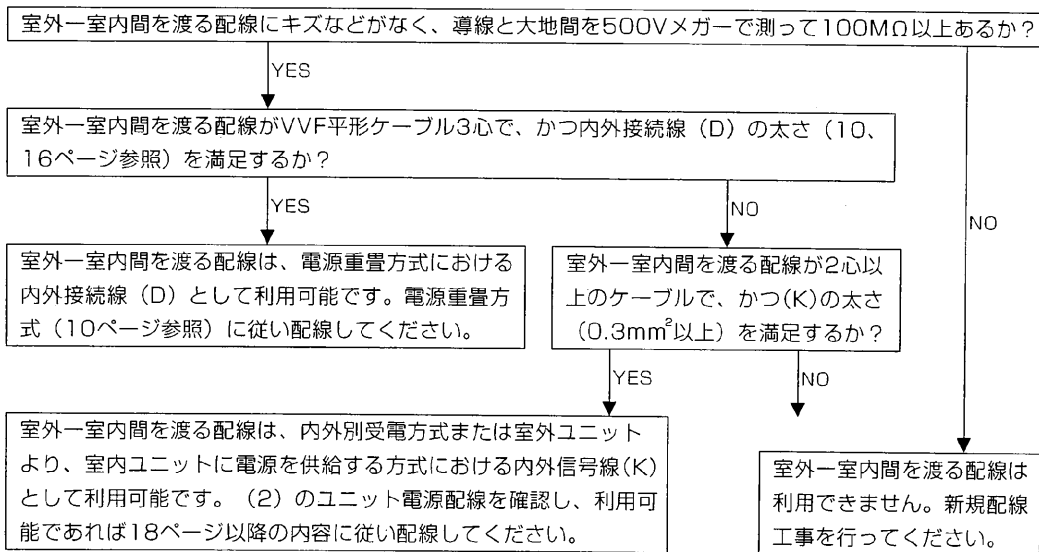 室外ー室内間を渡る配線にキズなどがなく、導線と大地間を500Vメガーで測って100MΩ以上あるか？
YES
室外ー室内間を渡る配線がVVF平形ケーブル3心で、かつ内外接続線（D）の太さ（10、
16ページ参照）を満足するか？
YES
NO
NO
室外ー室内間を渡る配線は、電源重畳方式における
内外接続線（D）として利用可能です。電源重畳方
式（10ページ参照）に従い配線してください。
室外ー室内間を渡る配線が2心以
上のケーブルで、かつ(K)の太さ
（0.3mm²以上）を満足するか？
YES
NO
室外ー室内間を渡る配線は、内外別受電方式または室外ユニット
より、室内ユニットに電源を供給する方式における内外信号線(K)
として利用可能です。（2）のユニット電源配線を確認し、利用可
能であれば18ページ以降の内容に従い配線してください。
室外ー室内間を渡る配線は
利用できません。新規配線
工事を行ってください。